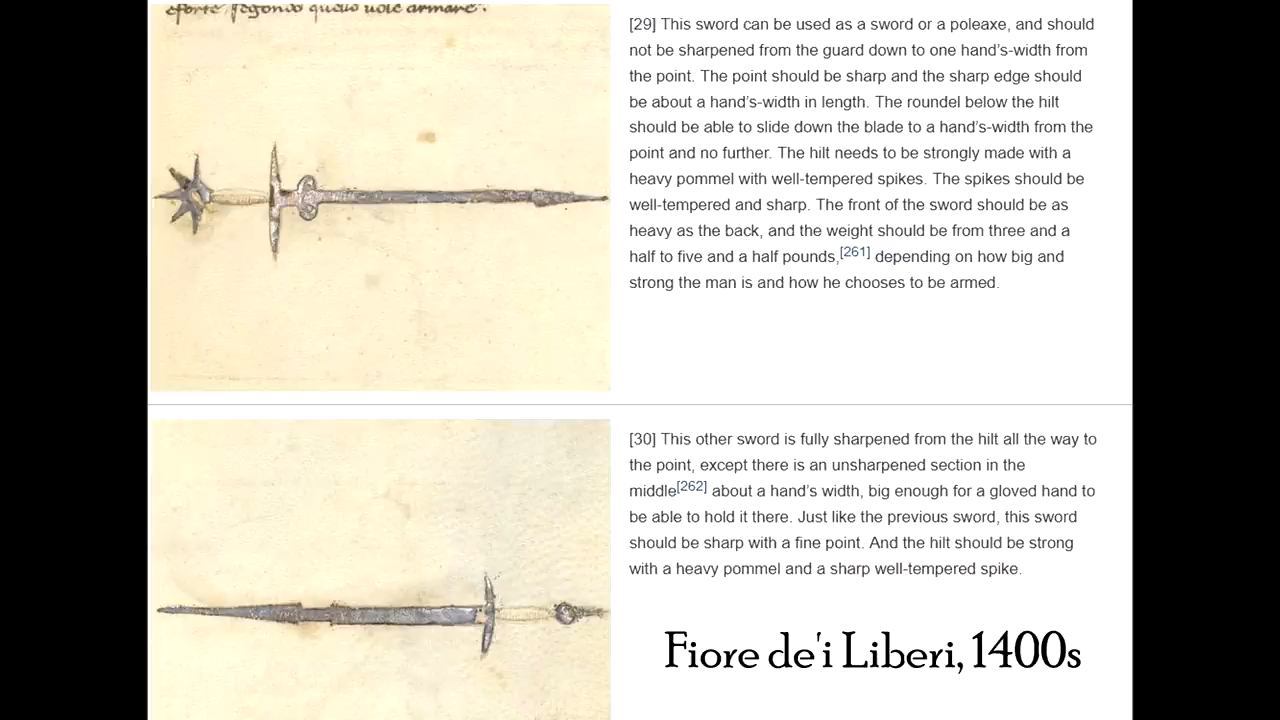 eforte segondo quello uole armare.
[29] This sword can be used as a sword or a poleaxe, and should
not be sharpened from the guard down to one hand's-width from
the point. The point should be sharp and the sharp edge should
be about a hand's-width in length. The roundel below the hilt
should be able to slide down the blade to a hand's-width from the
point and no further. The hilt needs to be strongly made with a
heavy pommel with well-tempered spikes. The spikes should be
well-tempered and sharp. The front of the sword should be as
heavy as the back, and the weight should be from three and a
half to five and a half pounds,[261] depending on how big and
strong the man is and how he chooses to be armed.
[30] This other sword is fully sharpened from the hilt all the way to
the point, except there is an unsharpened section in the
middle[262] about a hand's width, big enough for a gloved hand to
be able to hold it there. Just like the previous sword, this sword
should be sharp with a fine point. And the hilt should be strong
with a heavy pommel and a sharp well-tempered spike.
Fiore de'i Liberi, 1400s